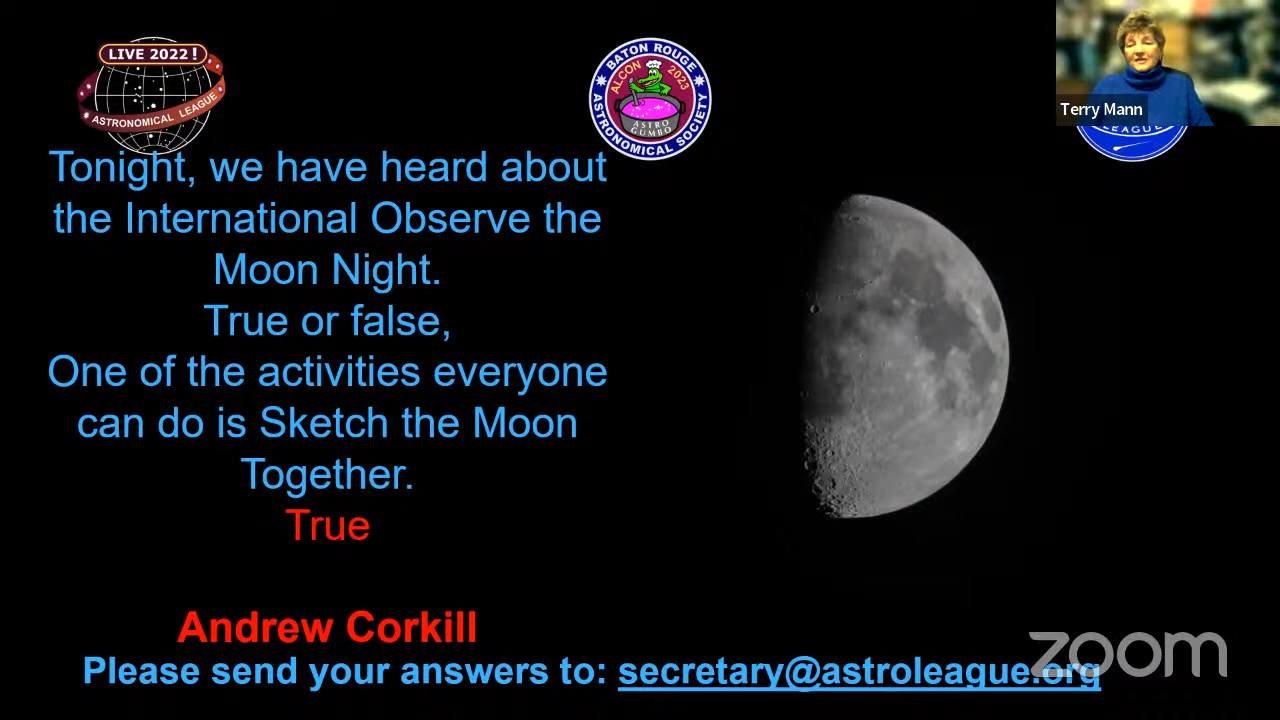 LIVE 2022!
ASTRONOMICAL LEAGUE
BATON ROUGE
ALCON 2023
ASTRO
GUMBO
ASTRONOMICAL SOCIETY
Terry Mann
LEAGUE
Tonight, we have heard about
the International Observe the
Moon Night.
True or false,
One of the activities everyone
can do is Sketch the Moon
Together.
True
Andrew Corkill
Please send your answers to: secretary@astroleague.org
zoom